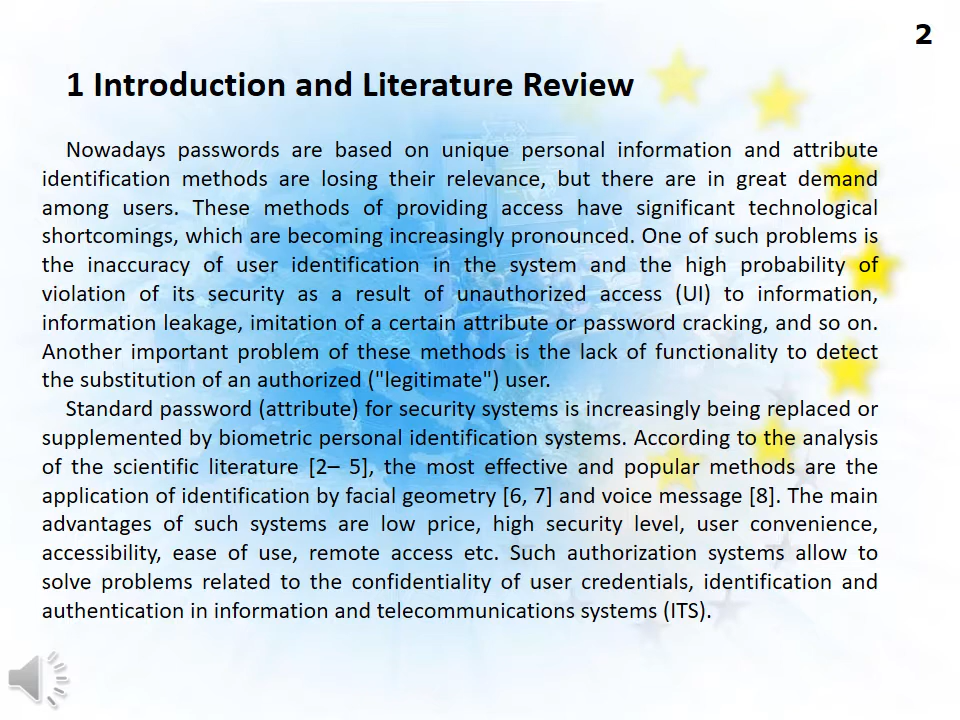 2
1 Introduction and Literature Review
Nowadays passwords are based on unique personal information and attribute
identification methods are losing their relevance, but there are in great demand
among users. These methods of providing access have significant technological
shortcomings, which are becoming increasingly pronounced. One of such problems is
the inaccuracy of user identification in the system and the high probability of
violation of its security as a result of unauthorized access (UI) to information,
information leakage, imitation of a certain attribute or password cracking, and so on.
Another important problem of these methods is the lack of functionality to detect
the substitution of an authorized ("legitimate") user.
Standard password (attribute) for security systems is increasingly being replaced or
supplemented by biometric personal identification systems. According to the analysis
of the scientific literature [2– 5], the most effective and popular methods are the
application of identification by facial geometry [6, 7] and voice message [8]. The main
advantages of such systems are low price, high security level, user convenience,
accessibility, ease of use, remote access etc. Such authorization systems allow to
solve problems related to the confidentiality of user credentials, identification and
authentication in information and telecommunications systems (ITS).